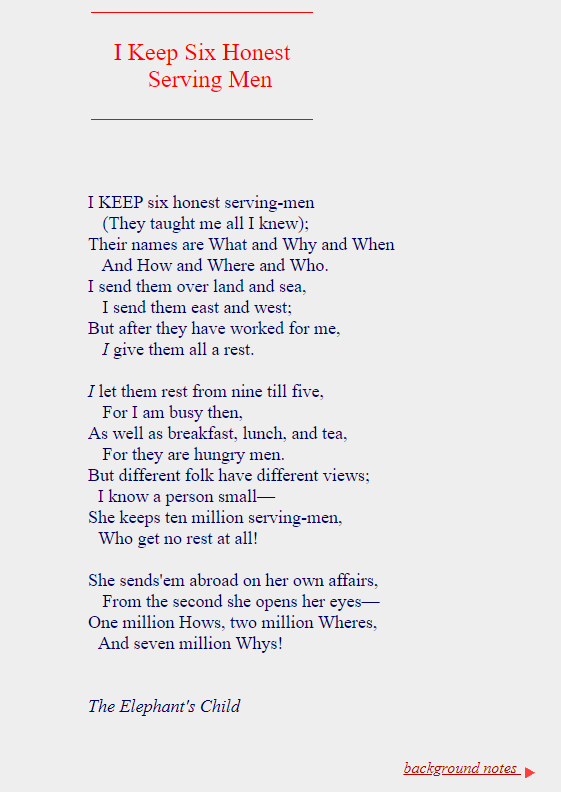 I Keep Six Honest
Serving Men
I KEEP six honest serving-men
(They taught me all I knew);
Their names are What and Why and When
And How and Where and Who.
I send them over land and sea,
I send them east and west;
But after they have worked for me,
I give them all a rest.
I let them rest from nine till five,
For I am busy then,
As well as breakfast, lunch, and tea,
For they are hungry men.
But different folk have different views;
I know a person small—
She keeps ten million serving-men,
Who get no rest at all!
She sends'em abroad on her own affairs,
From the second she opens her eyes—
One million Hows, two million Wheres,
And seven million Whys!
The Elephant's Child
background notes